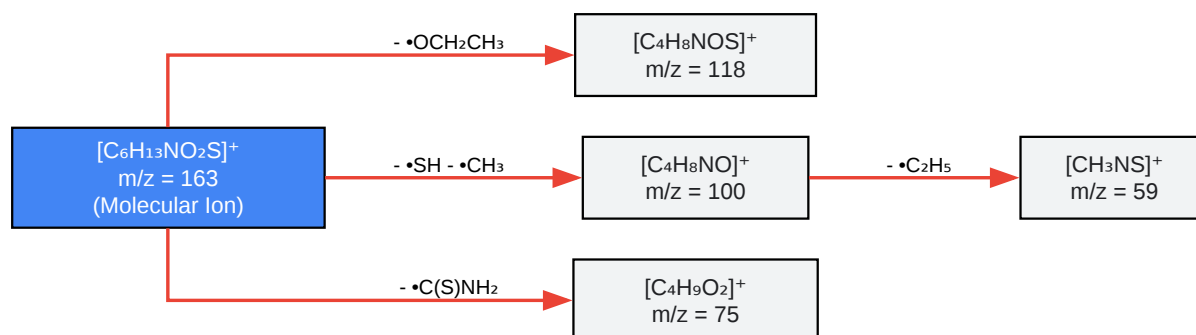 - •OCH₂CH₃
[C₄H₈NOS]⁺
m/z = 118
[C₆H₁₃NO₂S]⁺
m/z = 163
(Molecular Ion)
- •SH - •CH₃
[C₄H₈NO]⁺
m/z = 100
- •C₂H₅
[CH₃NS]⁺
m/z = 59
- •C(S)NH₂
[C₄H₉O₂]⁺
m/z = 75